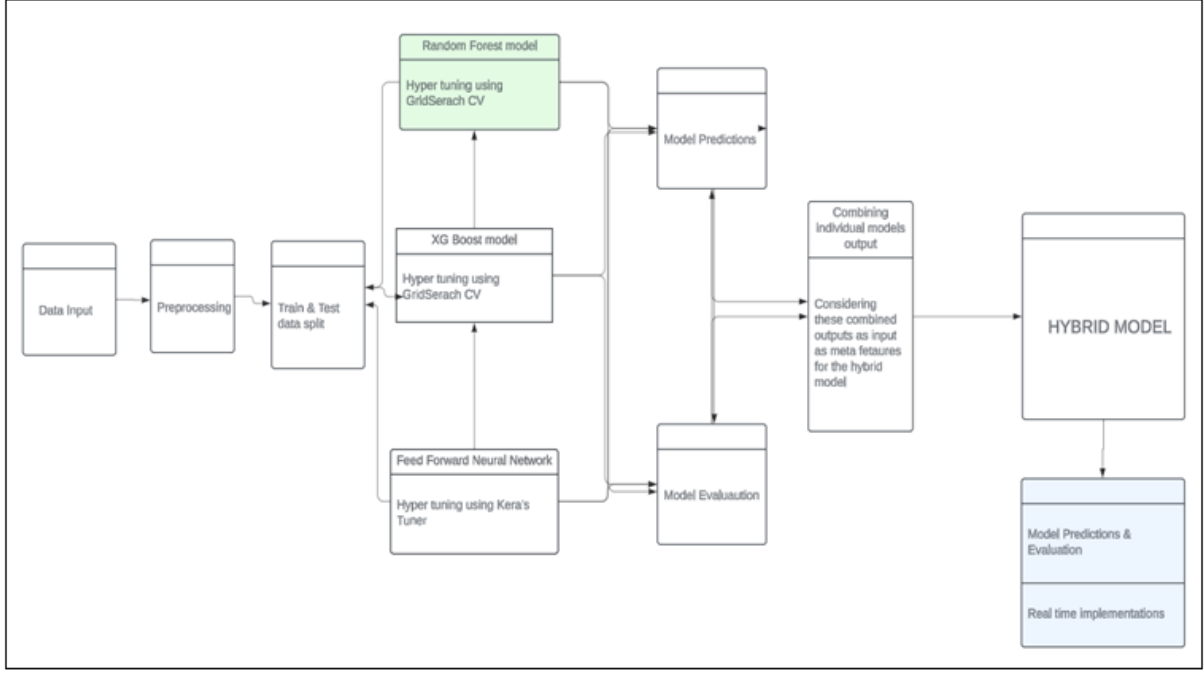 Random Forest model
Hyper tuning using
GridSerach CV
Model Predictions
XG Boost model
Hyper tuning using
GridSerach CV
Combining
individual models
output
Considering
these combined
outputs as input
as meta fetaures
for the hybrid
model
Data Input
Preprocessing
Train & Test
data split
HYBRID MODEL
Feed Forward Neural Network
Hyper tuning using Kera's
Tuner
Model Evaluaution
Model Predictions &
Evaluation
Real time implementations